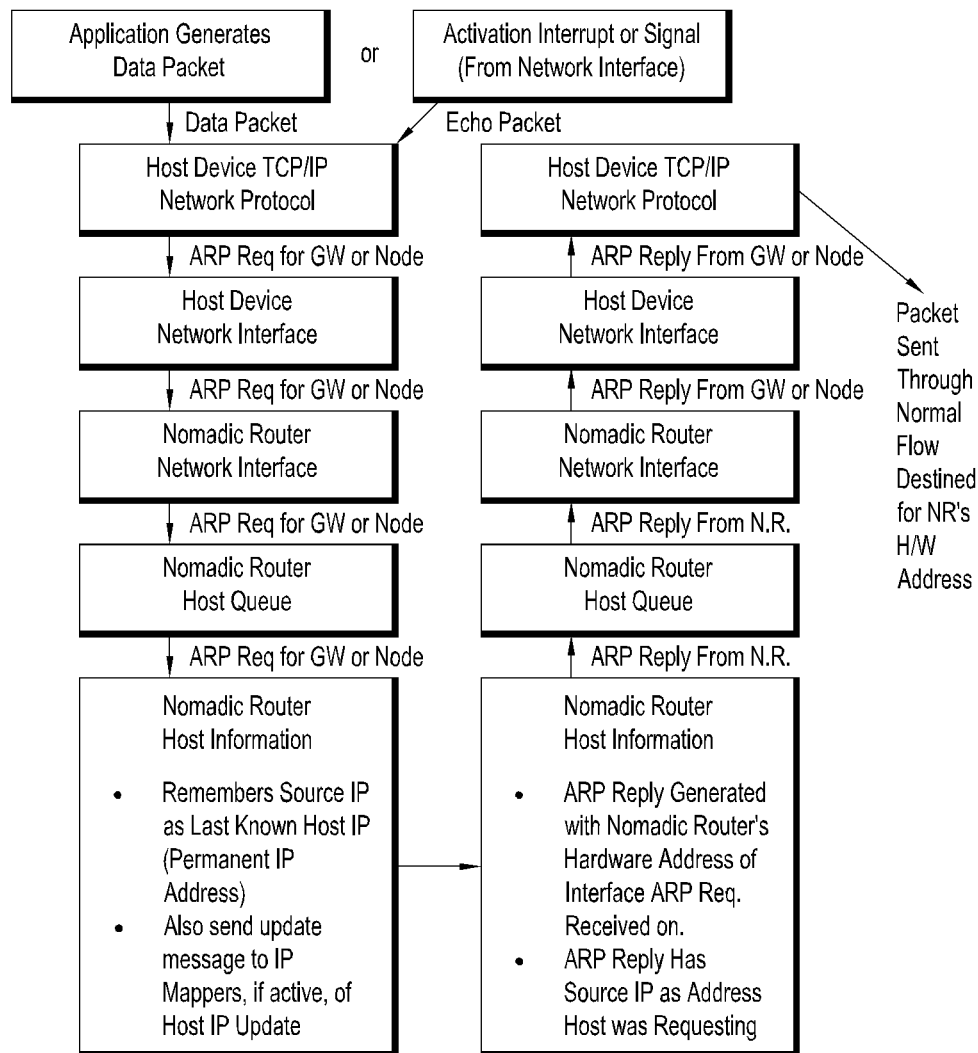 Application Generates
Data Packet
or
Activation Interrupt or Signal
(From Network Interface)
Data Packet
Echo Packet
Host Device TCP/IP
Network Protocol
ARP Req for GW or Node
Host Device
Network Interface
ARP Req for GW or Node
Nomadic Router
Network Interface
ARP Req for GW or Node
Nomadic Router
Host Queue
ARP Req for GW or Node
Nomadic Router
Host Information
• Remembers Source IP
as Last Known Host IP
(Permanent IP
Address)
• Also send update
message to IP
Mappers, if active, of
Host IP Update
Nomadic Router
Host Information
• ARP Reply Generated
with Nomadic Router's
Hardware Address of
Interface ARP Req.
Received on.
• ARP Reply Has
Source IP as Address
Host was Requesting
ARP Reply From N.R.
Nomadic Router
Host Queue
ARP Reply From N.R.
Nomadic Router
Network Interface
ARP Reply From GW or Node
Host Device
Network Interface
ARP Reply From GW or Node
Host Device TCP/IP
Network Protocol
Packet
Sent
Through
Normal
Flow
Destined
for NR's
H/W
Address